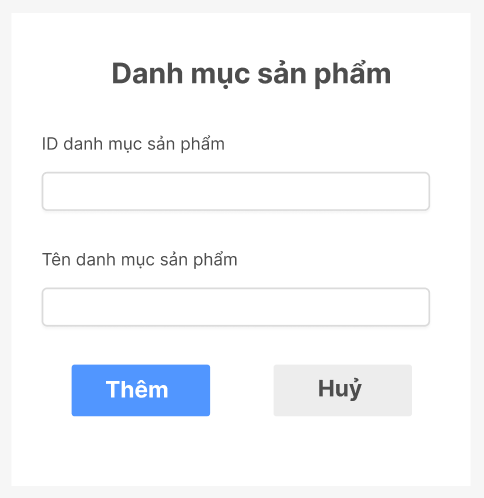 Danh mục sản phẩm
ID danh mục sản phẩm
Tên danh mục sản phẩm
Thêm
Huỷ